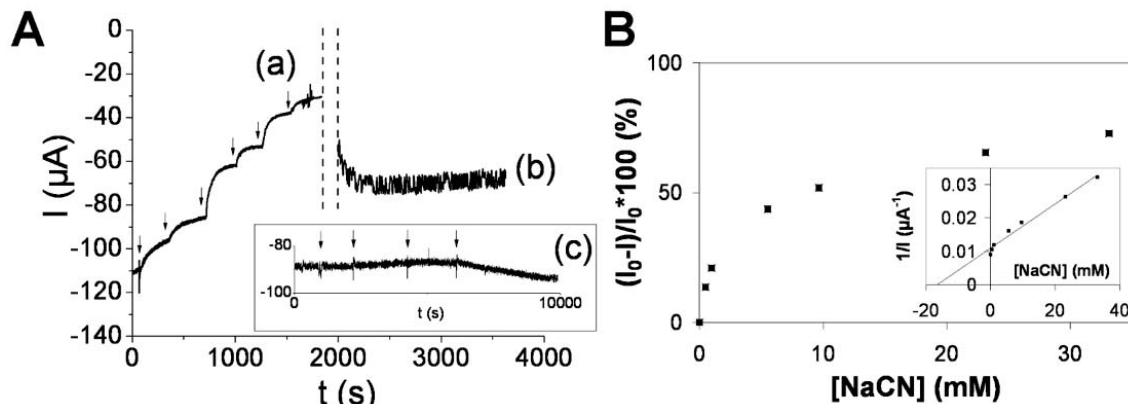 A
0
-20
-40
-60
-80
-100
-120
-140
I (µA)
(a)
(b)
(c)
-80
-100
0
10000
t (s)
0 1000 2000 3000 4000
t (s)
B
100
50
0
(I₀-I)/I₀*100 (%)
0 10 20 30
[NaCN] (mM)
0.03
0.02
0.01
0
1/I (µA⁻¹)
[NaCN] (mM)
-20 0 20 40